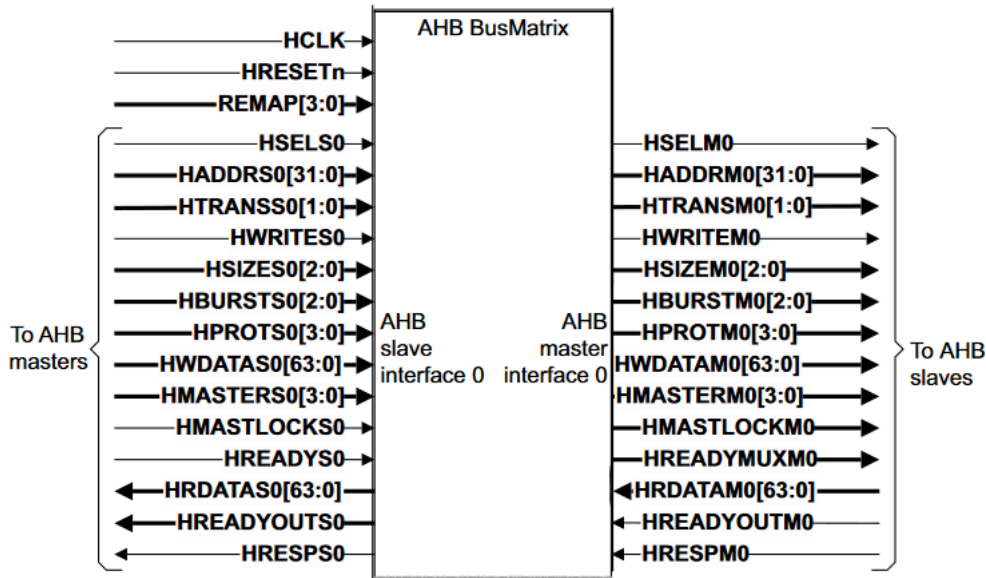 AHB BusMatrix
HCLK
HRESETn
REMAP[3:0]
HSELS0
HADDRS0[31:0]
HTRANSS0[1:0]
HWRITES0
HSIZES0[2:0]
HBURSTS0[2:0]
HPROTS0[3:0]
HWDATAS0[63:0]
HMASTERS0[3:0]
HMASTLOCKS0
HREADYS0
HRDATAS0[63:0]
HREADYOUTS0
HRESPS0
To AHB
masters
AHB
slave
interface 0
AHB
master
interface 0
HSELM0
HADDRM0[31:0]
HTRANSM0[1:0]
HWRITEM0
HSIZEM0[2:0]
HBURSTM0[2:0]
HPROTM0[3:0]
HWDATAM0[63:0]
HMASTERM0[3:0]
HMASTLOCKM0
HREADYMUXM0
HRDATAM0[63:0]
HREADYOUTM0
HRESPM0
To AHB
slaves